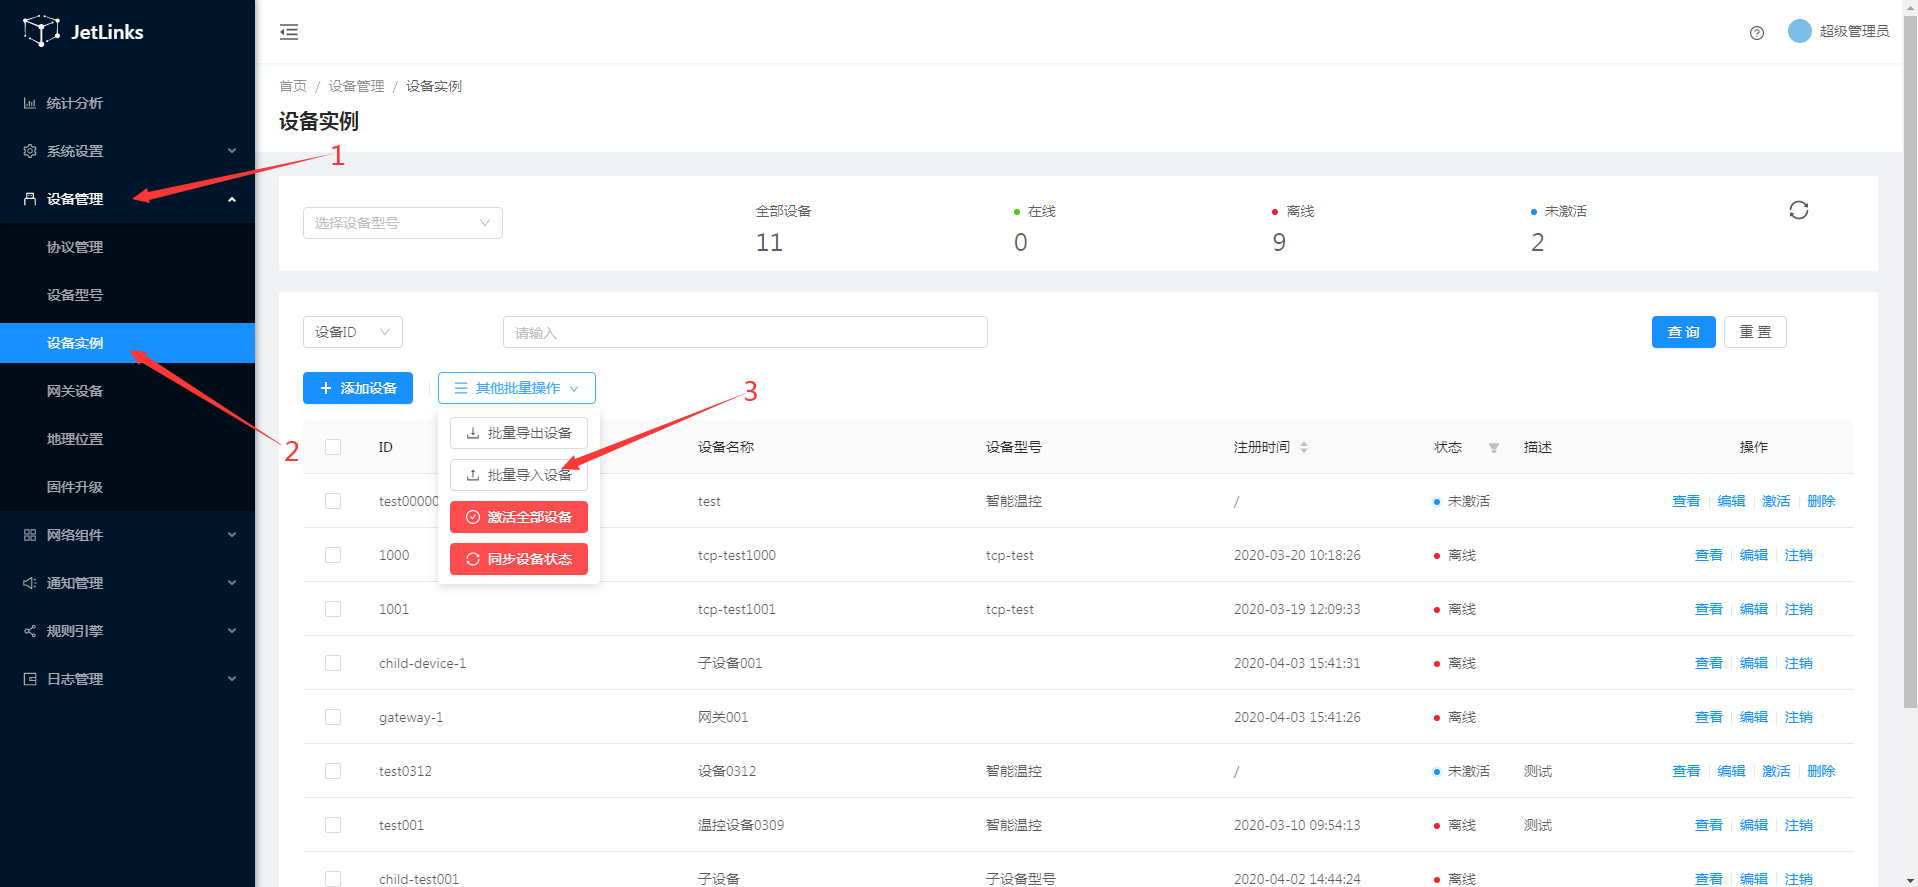 JetLinks
超级管理员
统计分析
系统设置
设备管理
协议管理
设备型号
设备实例
网关设备
地理位置
固件升级
网络组件
通知管理
规则引擎
日志管理
首页 / 设备管理 / 设备实例
设备实例
1
2
3
选择设备型号
全部设备
11
在线
0
离线
9
未激活
2
设备ID
请输入
查 询
重 置
添加设备
其他批量操作
批量导出设备
批量导入设备
激活全部设备
同步设备状态
ID 设备名称 设备型号 注册时间 状态 描述 操作
test00000 test 智能温控 / 未激活 查看 编辑 激活 删除
1000 tcp-test1000 tcp-test 2020-03-20 10:18:26 离线 查看 编辑 注销
1001 tcp-test1001 tcp-test 2020-03-19 12:09:33 离线 查看 编辑 注销
child-device-1 子设备001 2020-04-03 15:41:31 离线 查看 编辑 注销
gateway-1 网关001 2020-04-03 15:41:26 离线 查看 编辑 注销
test0312 设备0312 智能温控 / 未激活 测试 查看 编辑 激活 删除
test001 温控设备0309 智能温控 2020-03-10 09:54:13 离线 测试 查看 编辑 注销
child-test001 子设备 子设备型号 2020-04-02 14:44:24 离线 查看 编辑 注销